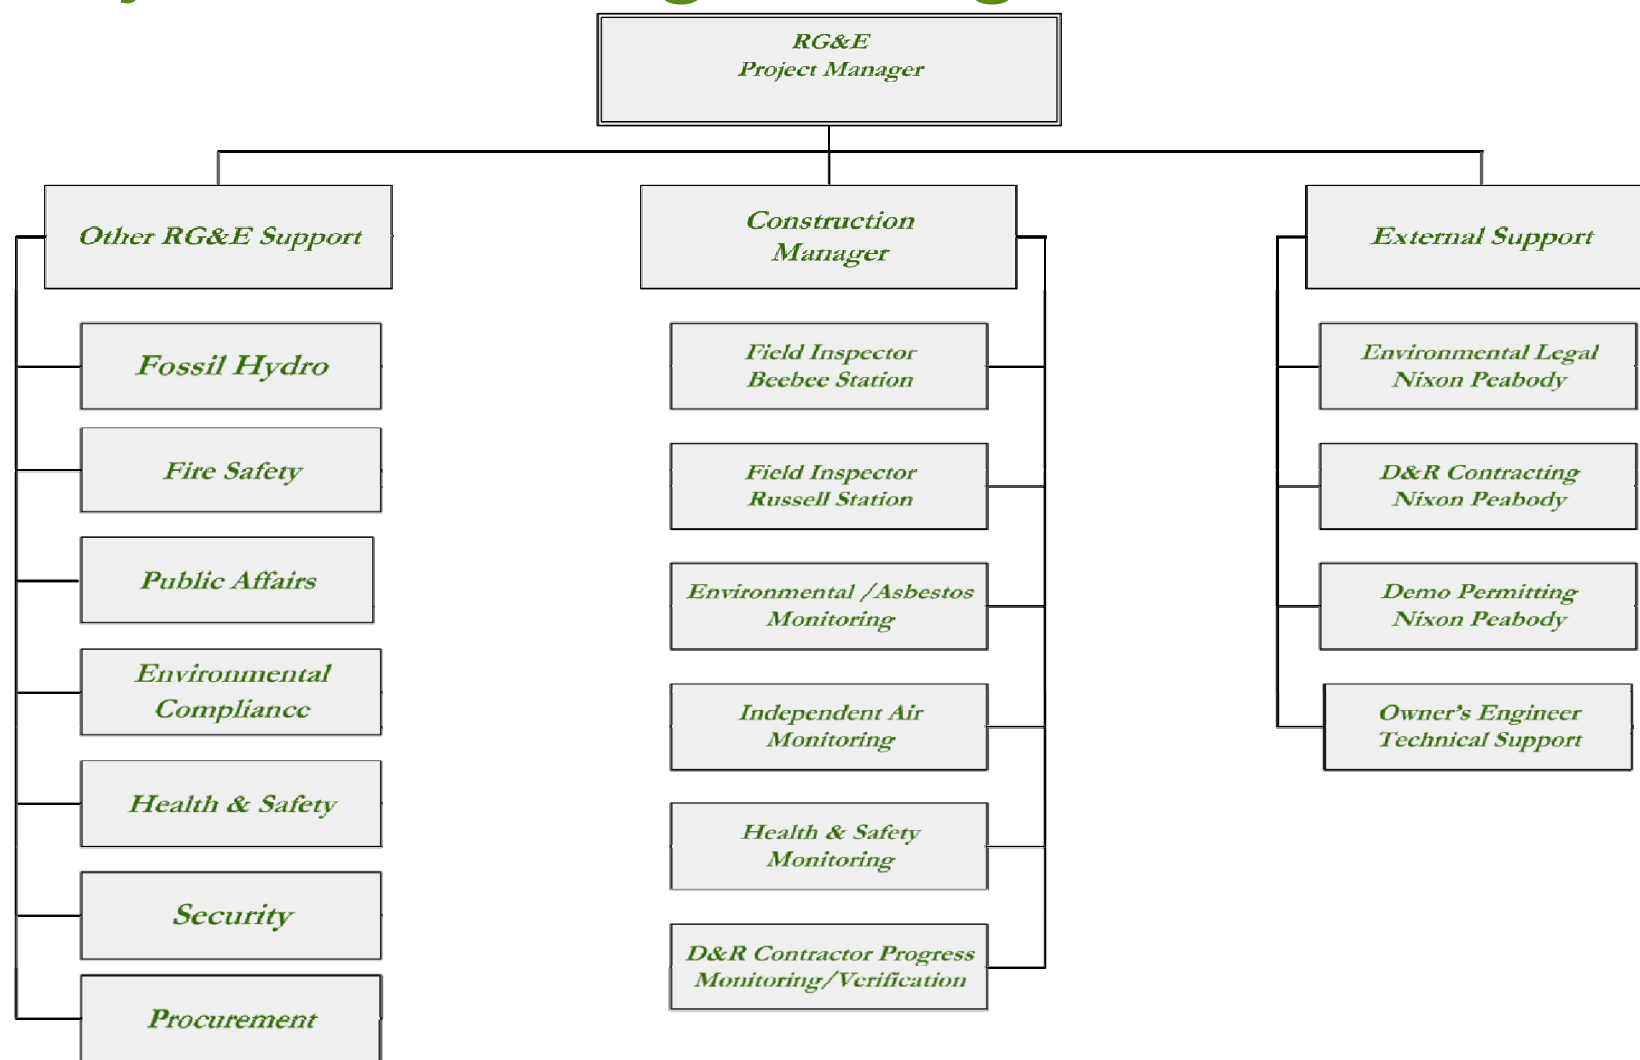 RG&E
Project Manager
Other RG&E Support
Construction
Manager
External Support
Fossil Hydro
Fire Safety
Public Affairs
Environmental
Compliance
Health & Safety
Security
Procurement
Field Inspector
Beebee Station
Field Inspector
Russell Station
Environmental /Asbestos
Monitoring
Independent Air
Monitoring
Health & Safety
Monitoring
D&R Contractor Progress
Monitoring/Verification
Environmental Legal
Nixon Peabody
D&R Contracting
Nixon Peabody
Demo Permitting
Nixon Peabody
Owner's Engineer
Technical Support